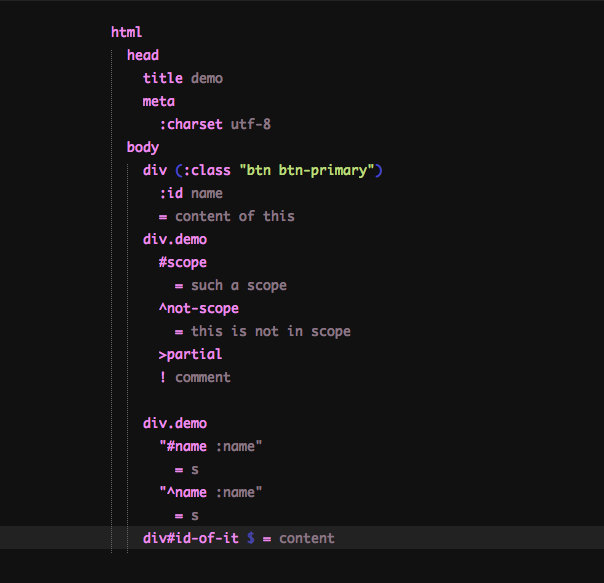 html
head
title demo
meta
:charset utf-8
body
div (:class "btn btn-primary")
:id name
= content of this
div.demo
#scope
= such a scope
^not-scope
= this is not in scope
>partial
! comment
div.demo
"#name :name"
= s
"^name :name"
= s
div#id-of-it $ = content